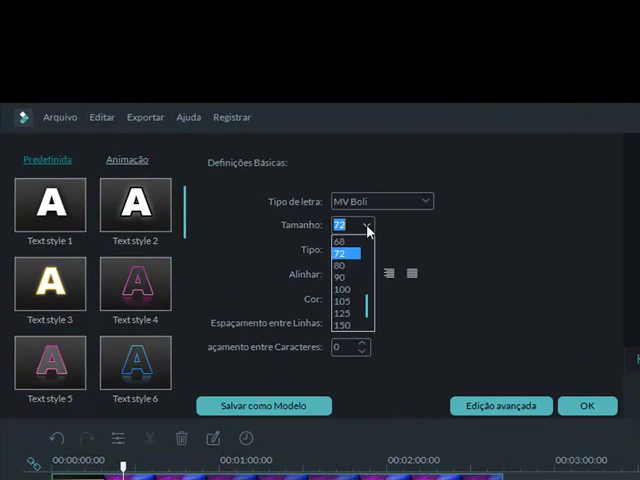 Arquivo Editar Exportar Ajuda Registrar
Predefinida Animação
Definições Básicas:
Text style 1 Text style 2
Text style 3 Text style 4
Text style 5 Text style 6
Tipo de letra: MV Boli
Tamanho: 72
68
72
80
90
100
105
125
150
Tipo:
Alinhar:
Cor:
Espaçamento entre Linhas:
açamento entre Caracteres: 0
Salvar como Modelo Edição avançada OK
00:00:00:00 00:01:00:00 00:02:00:00 00:03:00:00